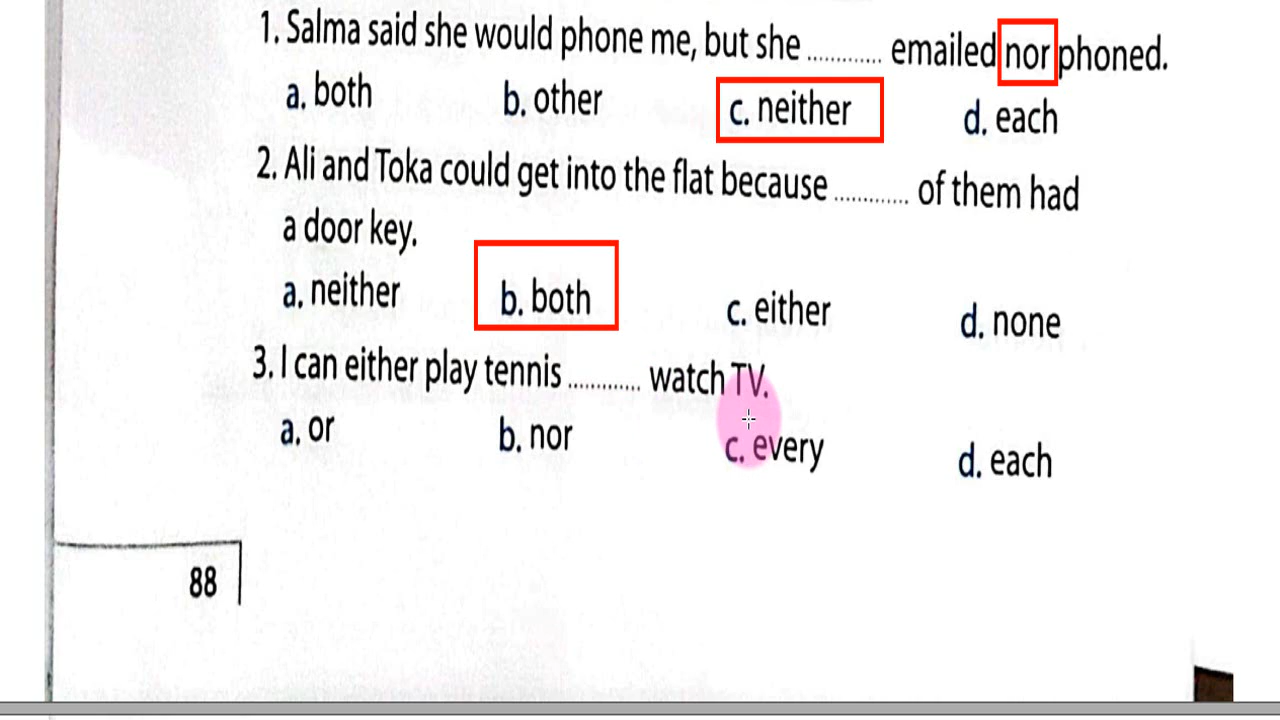 1. Salma said she would phone me, but she ............ emailed nor phoned.
a. both b. other c. neither d. each
2. Ali and Toka could get into the flat because ............ of them had
a door key.
a. neither b. both c. either d. none
3. I can either play tennis ............ watch TV.
a. or b. nor c. every d. each
88